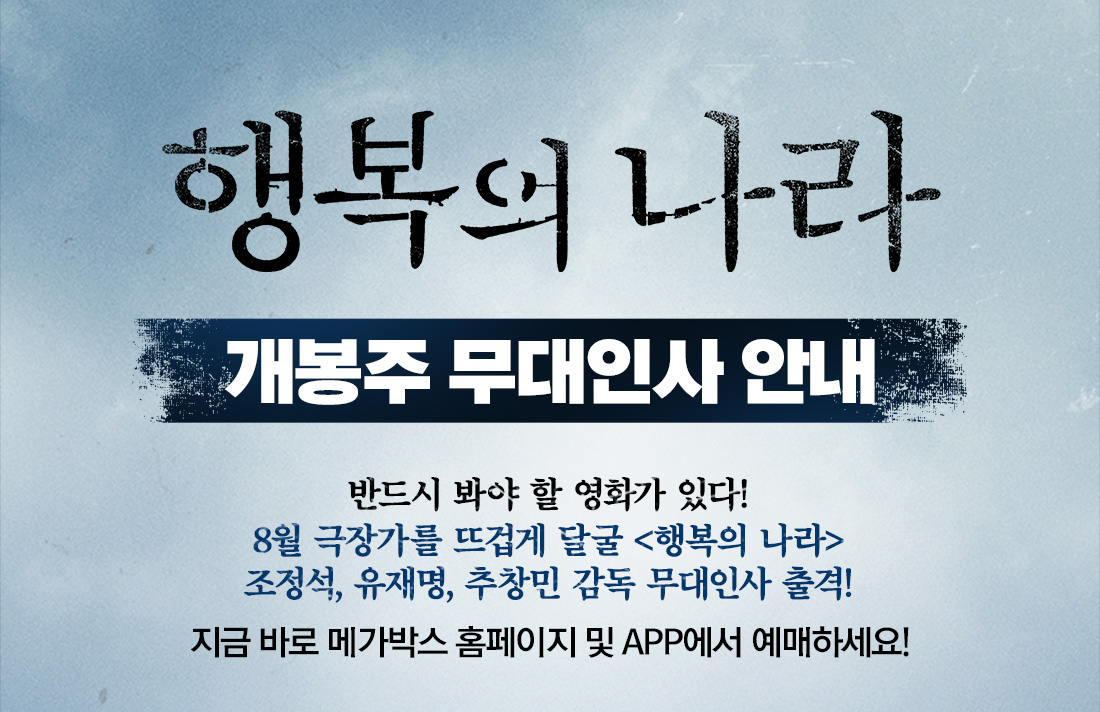 행복의 나라
개봉주 무대인사 안내
반드시 봐야 할 영화가 있다!
8월 극장가를 뜨겁게 달굴 <행복의 나라>
조정석, 유재명, 추창민 감독 무대인사 출격!
지금 바로 메가박스 홈페이지 및 APP에서 예매하세요!